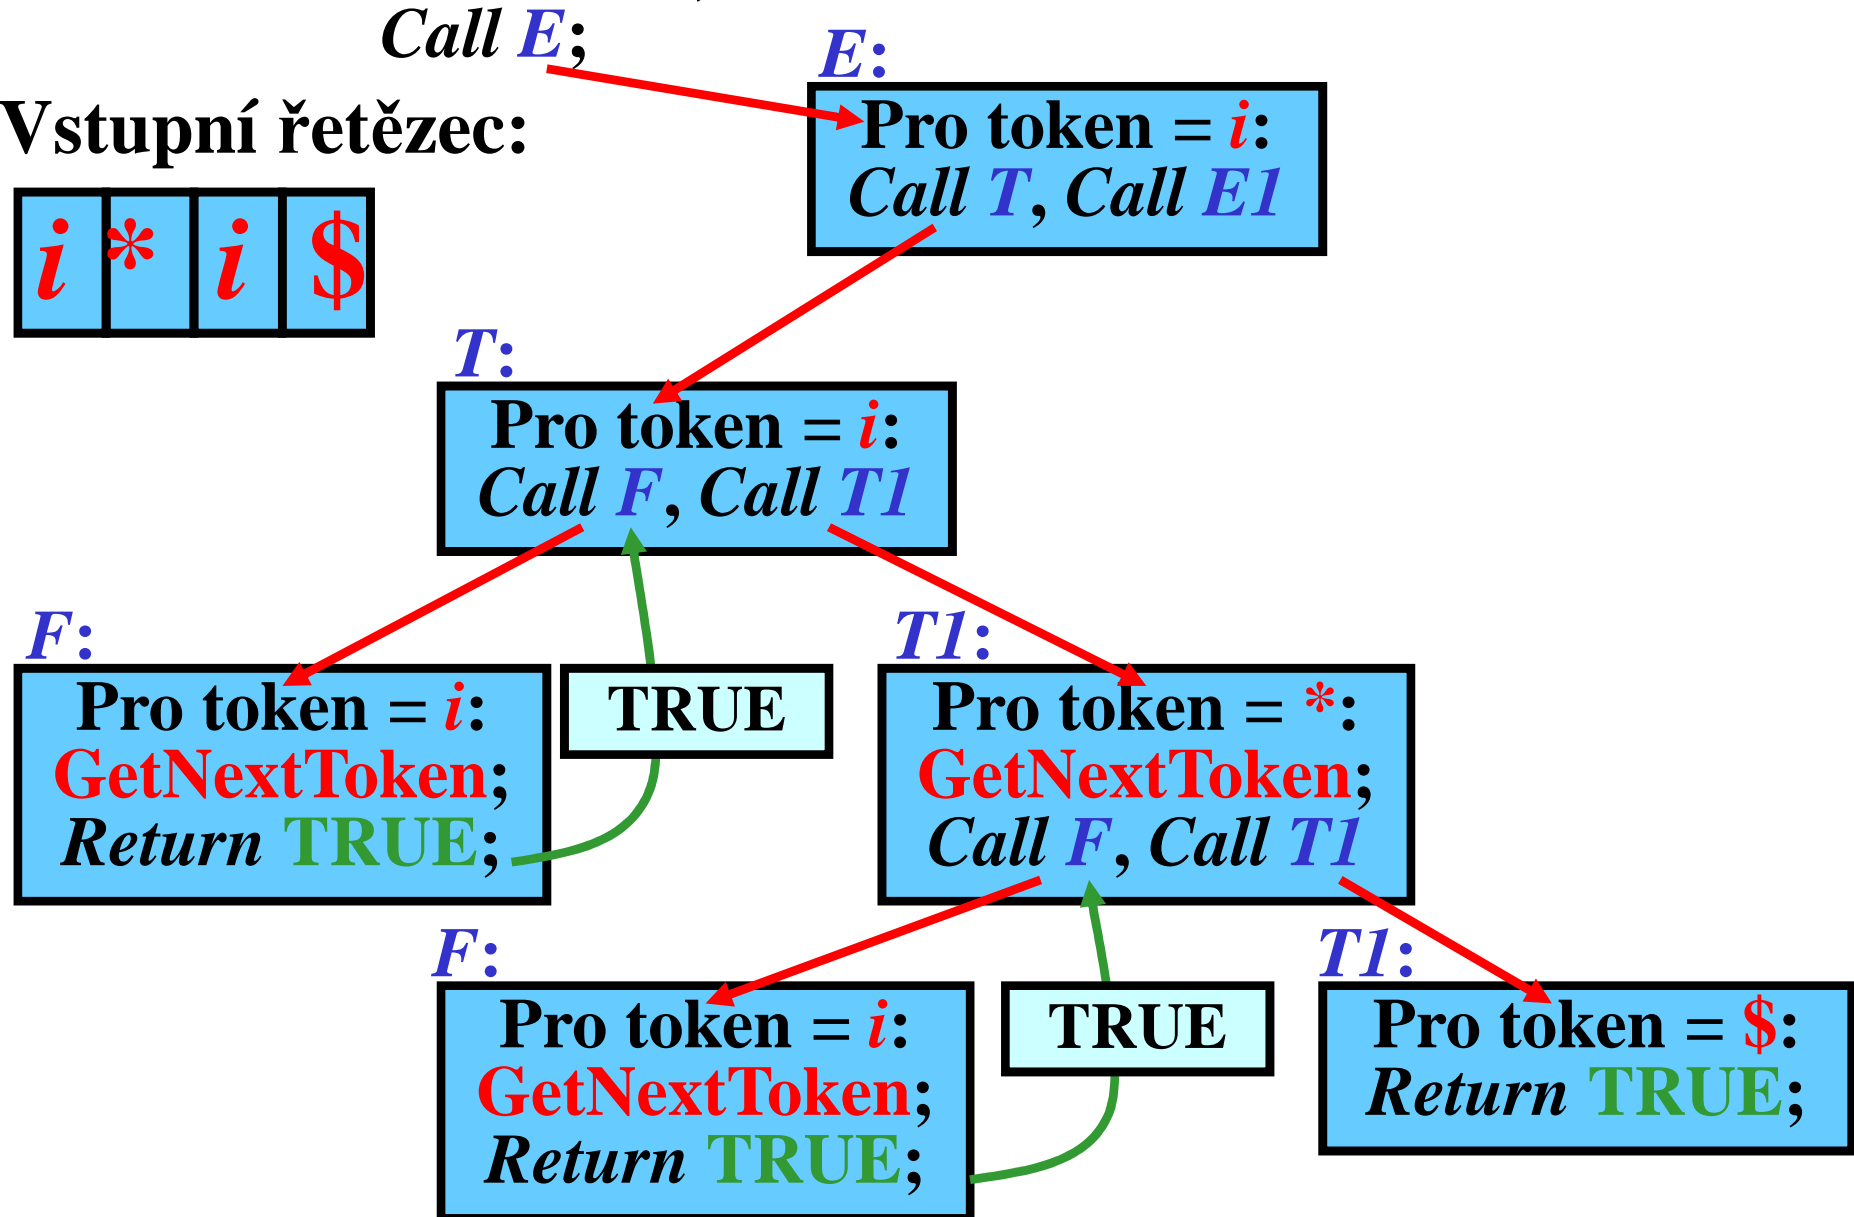 Call E;
E:
Pro token = i:
Call T, Call E1
Vstupní řetězec:
i * i $
T:
Pro token = i:
Call F, Call T1
F:
Pro token = i:
GetNextToken;
Return TRUE;
TRUE
T1:
Pro token = *:
GetNextToken;
Call F, Call T1
F:
Pro token = i:
GetNextToken;
Return TRUE;
TRUE
T1:
Pro token = $:
Return TRUE;